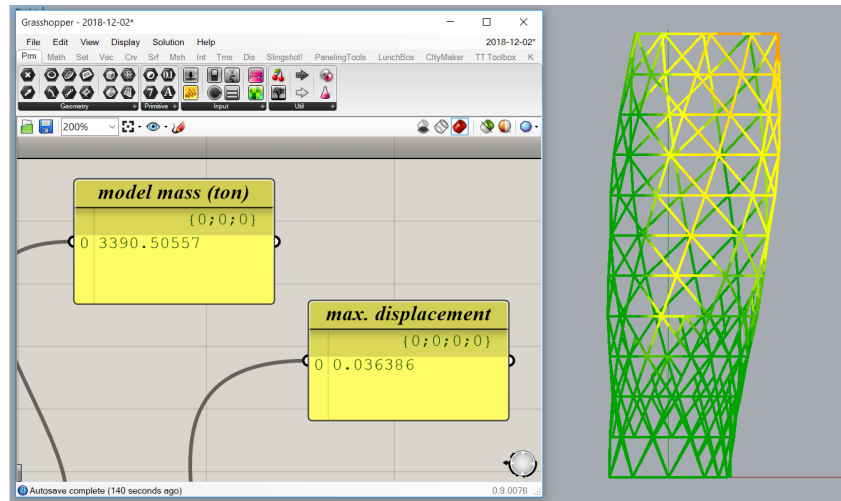 Grasshopper - 2018-12-02*
File Edit View Display Solution Help 2018-12-02*
Prm Math Set Vec Crv Srf Msh Int Trns Dis Slingshot! PanelingTools LunchBox CItyMaker TT Toolbox K
Geometry Primitive Input Util
200%
model mass (ton)
{0;0;0}
0 3390.50557
max. displacement
{0;0;0;0}
0 0.036386
Autosave complete (140 seconds ago) 0.9.0076